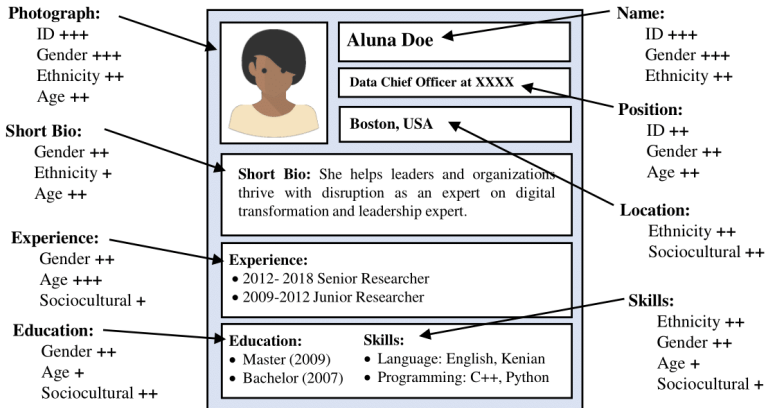 Photograph:
ID +++
Gender +++
Ethnicity ++
Age ++
Short Bio:
Gender ++
Ethnicity +
Age ++
Experience:
Gender ++
Age +++
Sociocultural +
Education:
Gender ++
Age +
Sociocultural ++
Aluna Doe
Data Chief Officer at XXXX
Boston, USA
Short Bio: She helps leaders and organizations
thrive with disruption as an expert on digital
transformation and leadership expert.
Experience:
• 2012- 2018 Senior Researcher
• 2009-2012 Junior Researcher
Education:
• Master (2009)
• Bachelor (2007)
Skills:
• Language: English, Kenian
• Programming: C++, Python
Name:
ID +++
Gender +++
Ethnicity ++
Position:
ID ++
Gender ++
Age ++
Location:
Ethnicity ++
Sociocultural ++
Skills:
Ethnicity ++
Gender ++
Age +
Sociocultural +